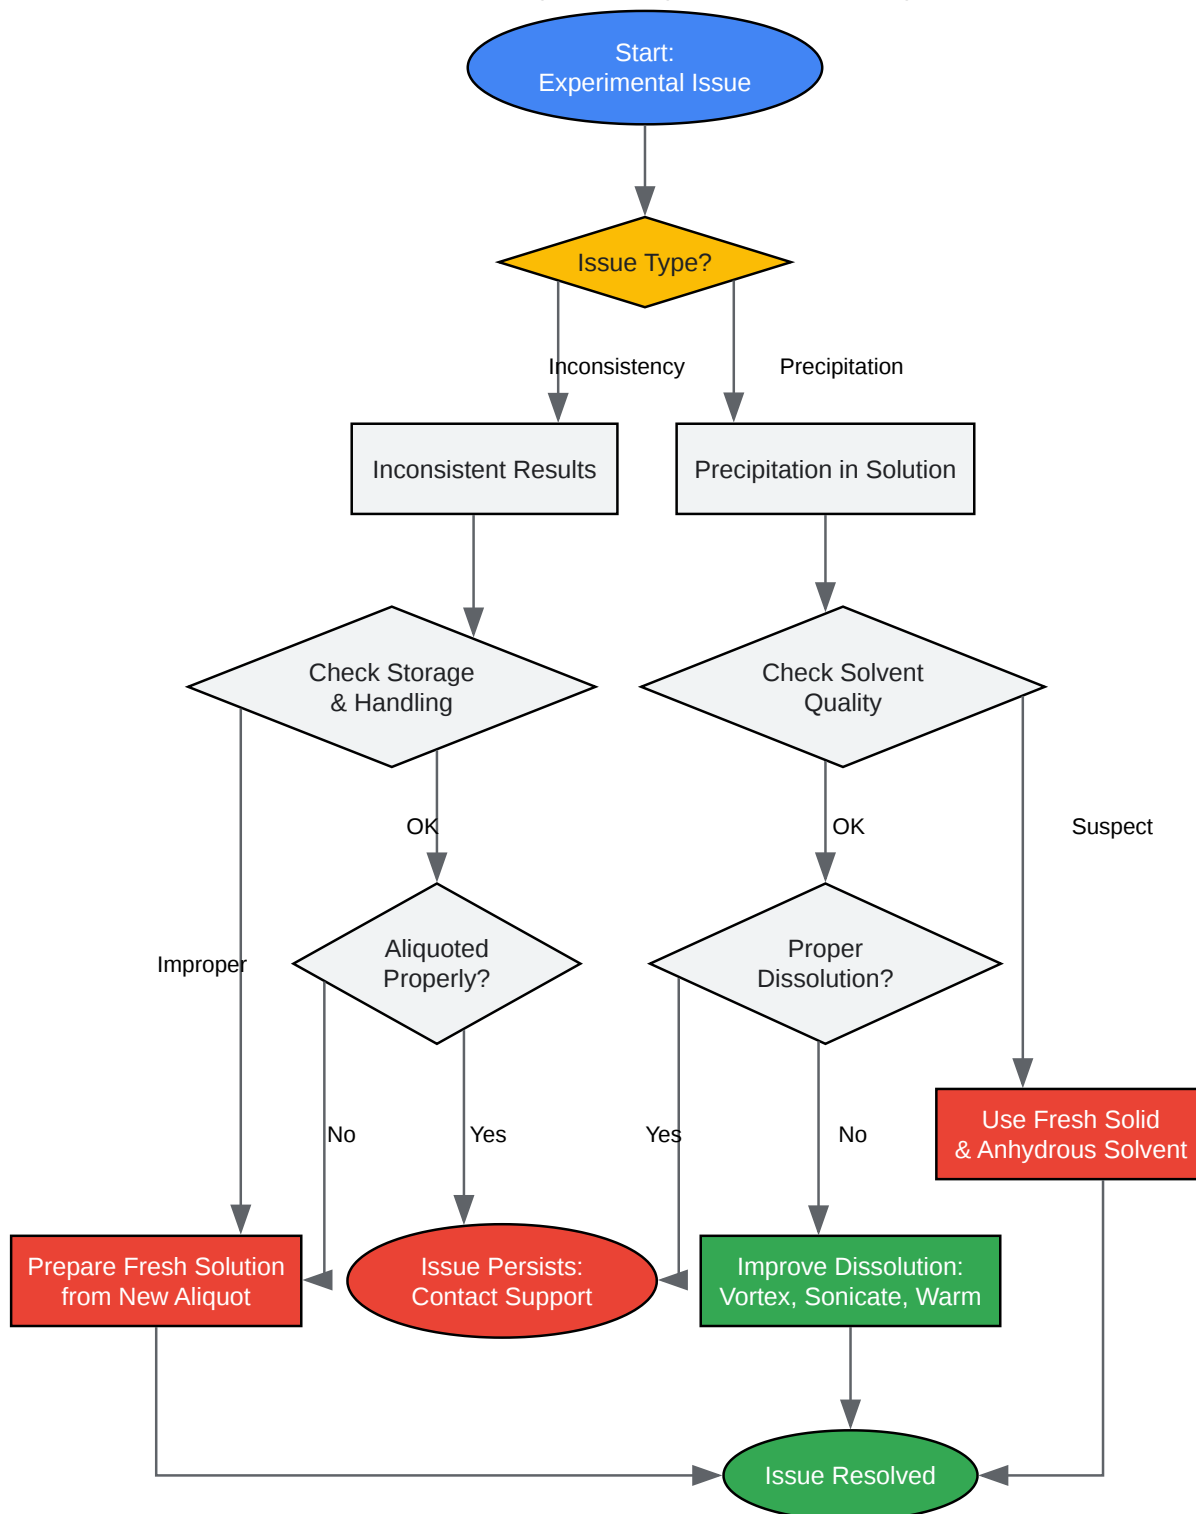 Start:
Experimental Issue
Issue Type?
Inconsistency
Precipitation
Inconsistent Results
Precipitation in Solution
Check Storage
& Handling
Check Solvent
Quality
OK
OK
Suspect
Improper
Aliquoted
Properly?
Proper
Dissolution?
No
Yes
Yes
No
Use Fresh Solid
& Anhydrous Solvent
Prepare Fresh Solution
from New Aliquot
Issue Persists:
Contact Support
Improve Dissolution:
Vortex, Sonicate, Warm
Issue Resolved